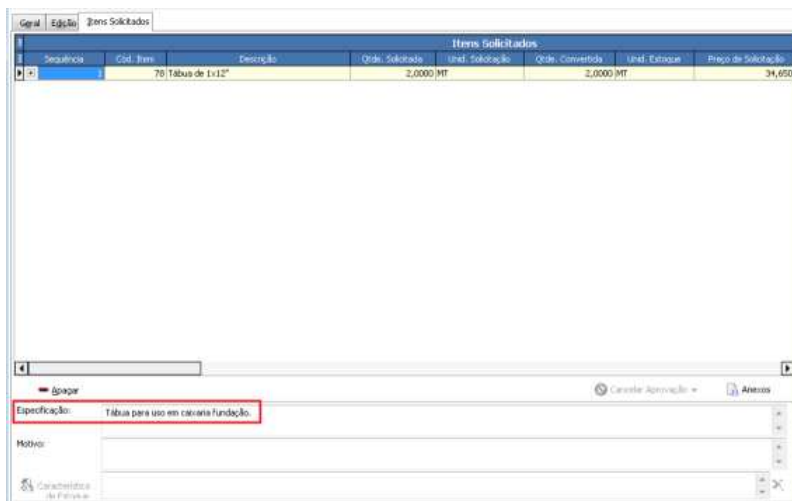 Geral Edição Itens Solicitados
Itens Solicitados
Sequência Cód. Item Descrição Qtde. Solicitada Unid. Solicitação Qtde. Convertida Unid. Estoque Preço de Solicitação
1 78 Tábua de 1x12" 2,0000 MT 2,0000 MT 34,650
Apagar Cancelar Aprovação Anexos
Especificação: Tábua para uso em caixaria fundação.
Motivo:
Característica
de Estoque